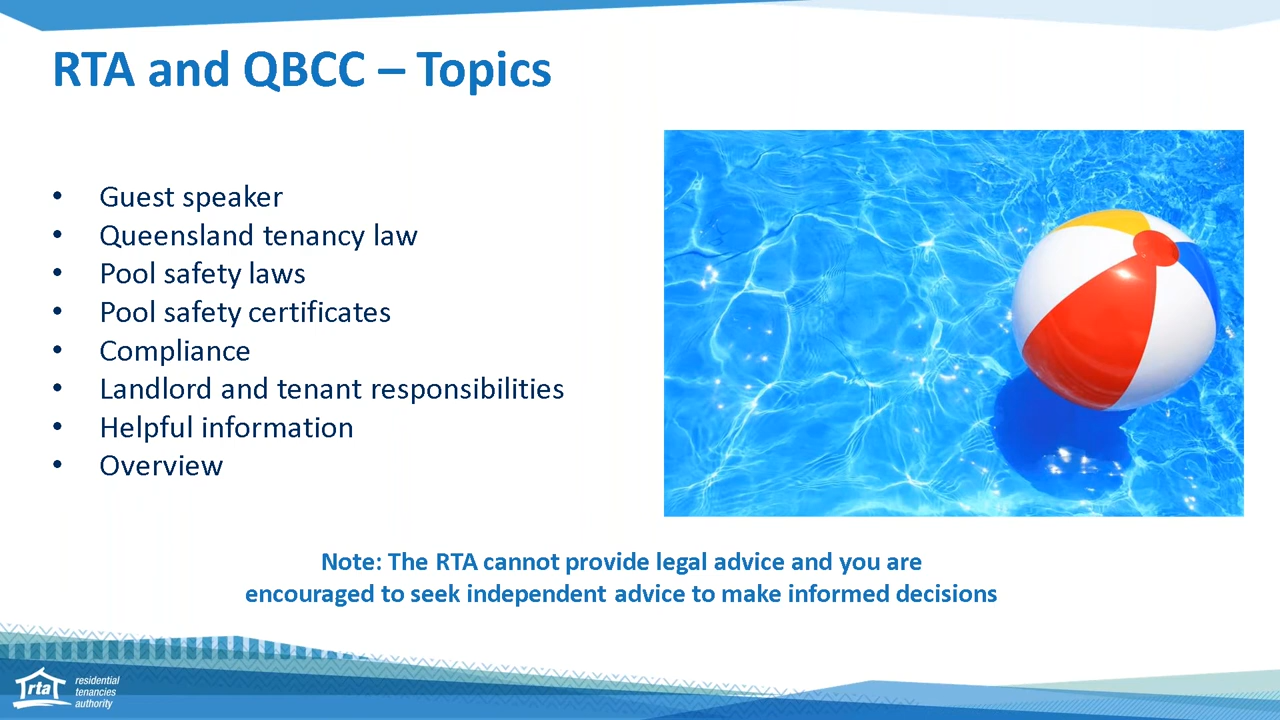 RTA and QBCC – Topics
• Guest speaker
• Queensland tenancy law
• Pool safety laws
• Pool safety certificates
• Compliance
• Landlord and tenant responsibilities
• Helpful information
• Overview
Note: The RTA cannot provide legal advice and you are
encouraged to seek independent advice to make informed decisions
rta
residential
tenancies
authority